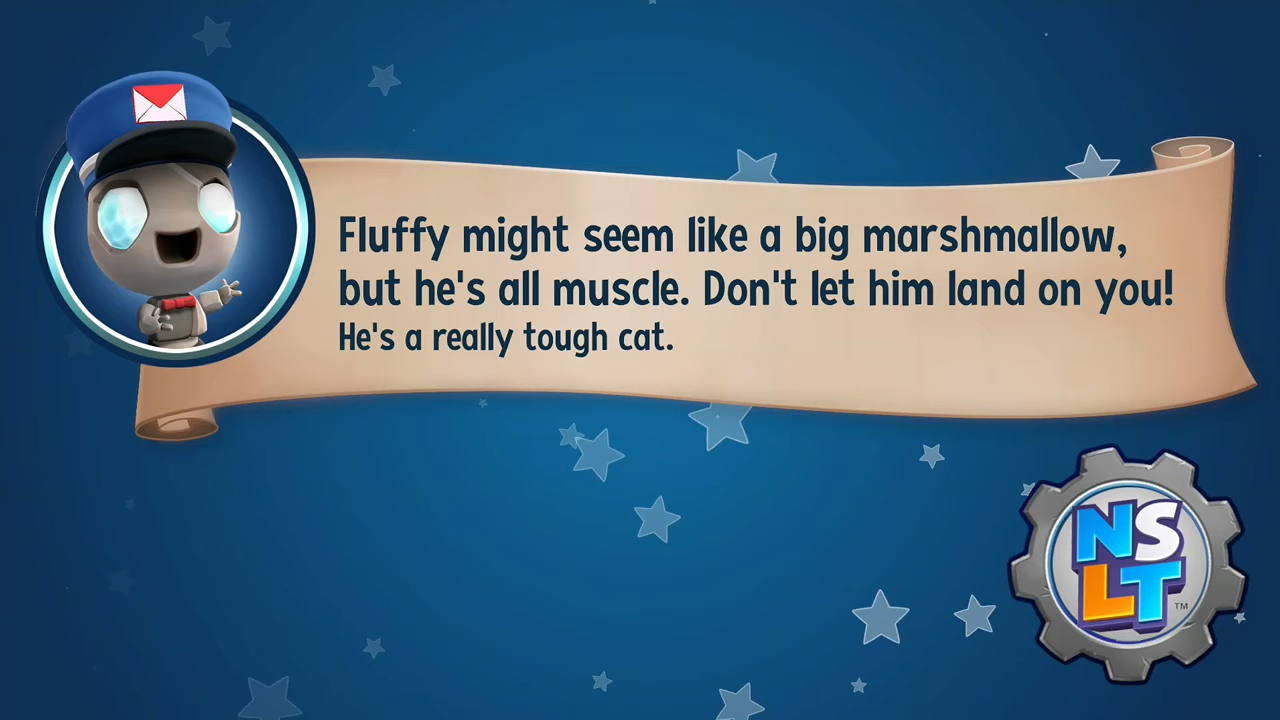 Fluffy might seem like a big marshmallow,
but he's all muscle. Don't let him land on you!
He's a really tough cat.
NS
LT
TM